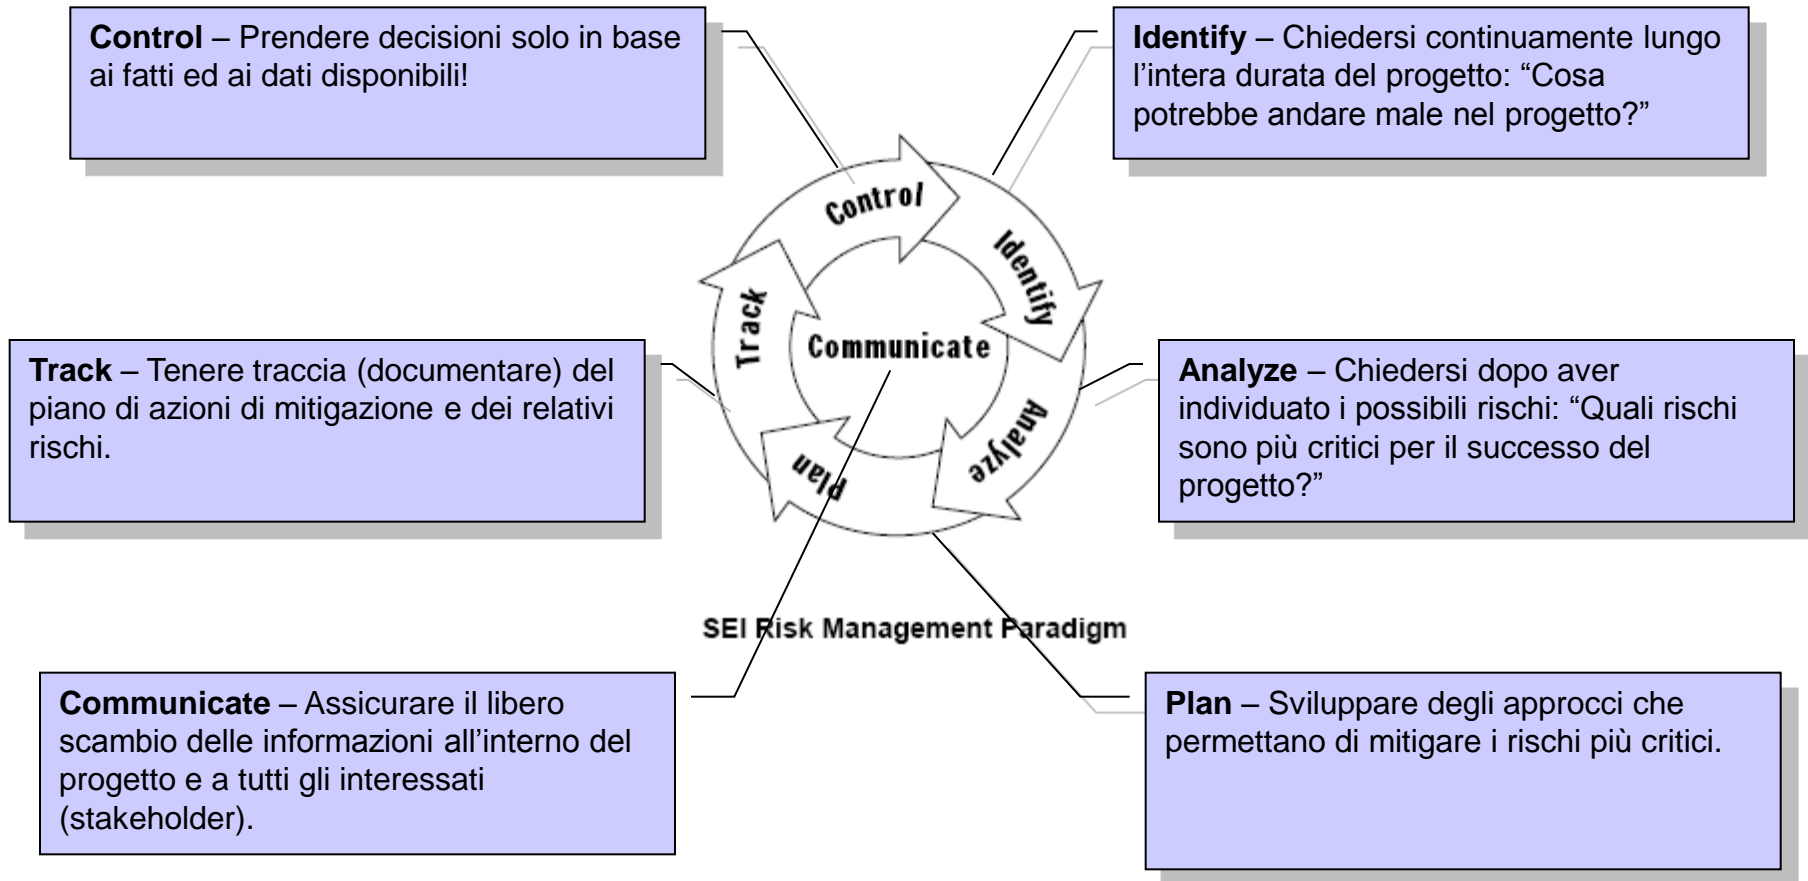 Control – Prendere decisioni solo in base
ai fatti ed ai dati disponibili!
Identify – Chiedersi continuamente lungo
l’intera durata del progetto: “Cosa
potrebbe andare male nel progetto?”
Control
Identify
Track
Communicate
Analyze
Plan
Track – Tenere traccia (documentare) del
piano di azioni di mitigazione e dei relativi
rischi.
Analyze – Chiedersi dopo aver
individuato i possibili rischi: “Quali rischi
sono più critici per il successo del
progetto?”
SEI Risk Management Paradigm
Communicate – Assicurare il libero
scambio delle informazioni all’interno del
progetto e a tutti gli interessati
(stakeholder).
Plan – Sviluppare degli approcci che
permettano di mitigare i rischi più critici.